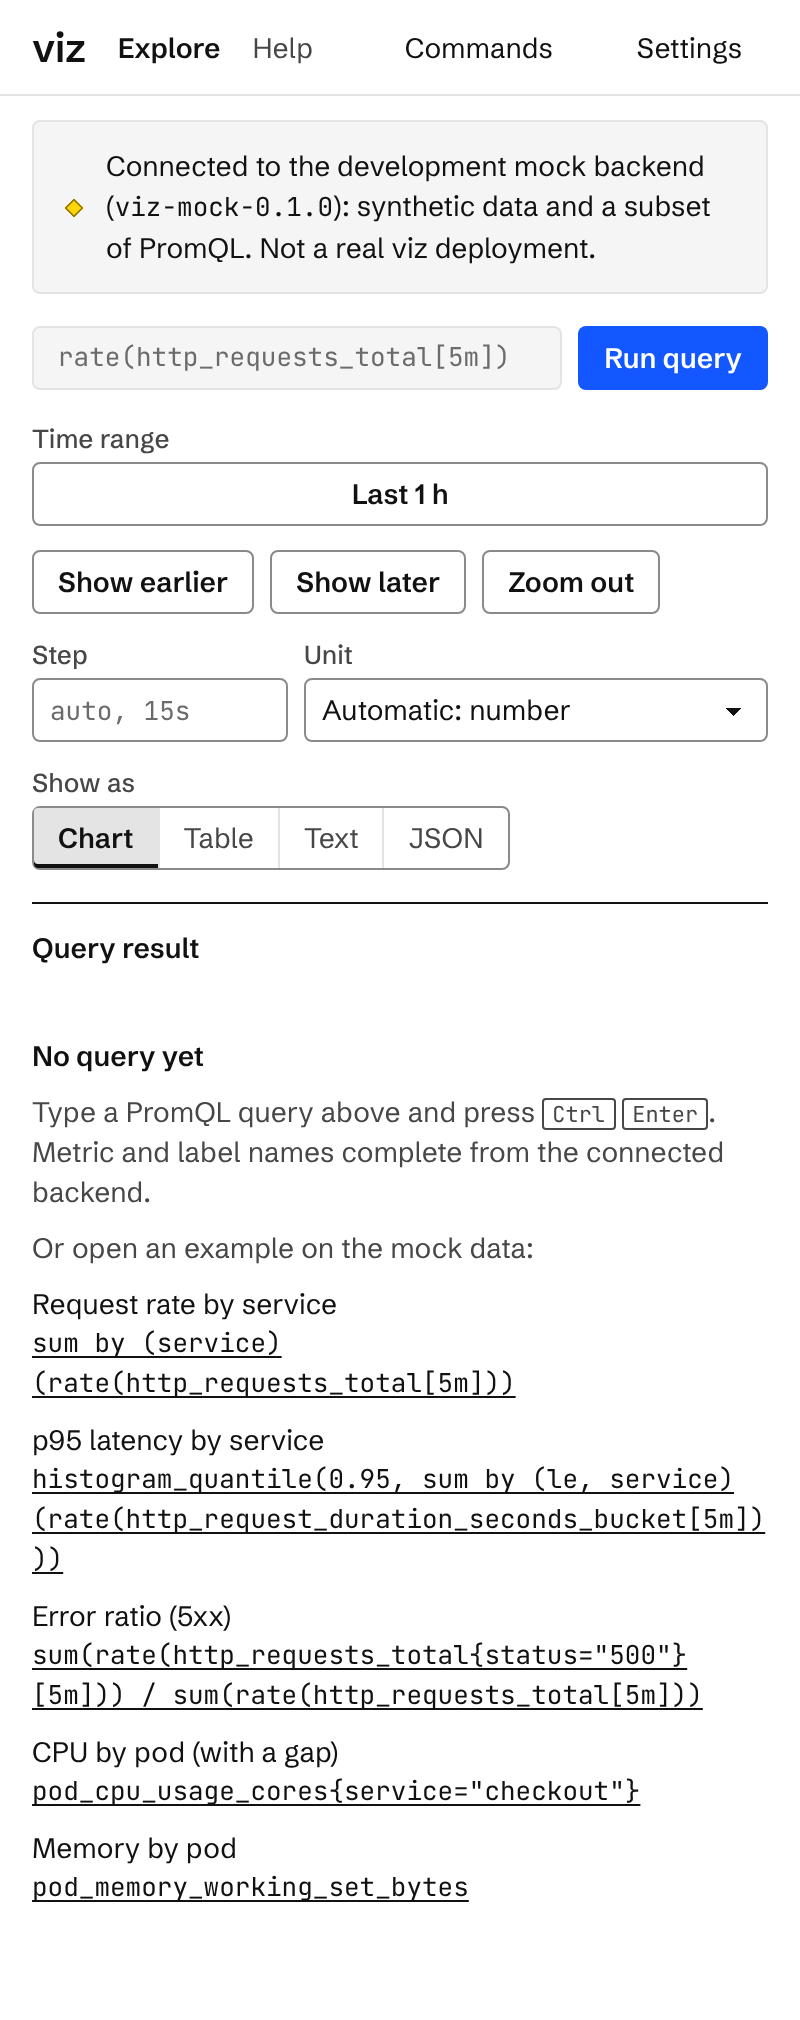 viz Explore Help Commands Settings
Connected to the development mock backend
(viz-mock-0.1.0): synthetic data and a subset
of PromQL. Not a real viz deployment.
rate(http_requests_total[5m]) Run query
Time range
Last 1 h
Show earlier Show later Zoom out
Step Unit
auto, 15s Automatic: number
Show as
Chart Table Text JSON
Query result
No query yet
Type a PromQL query above and press Ctrl Enter.
Metric and label names complete from the connected
backend.
Or open an example on the mock data:
Request rate by service
sum by (service)
(rate(http_requests_total[5m]))
p95 latency by service
histogram_quantile(0.95, sum by (le, service)
(rate(http_request_duration_seconds_bucket[5m])
))
Error ratio (5xx)
sum(rate(http_requests_total{status="500"}
[5m])) / sum(rate(http_requests_total[5m]))
CPU by pod (with a gap)
pod_cpu_usage_cores{service="checkout"}
Memory by pod
pod_memory_working_set_bytes